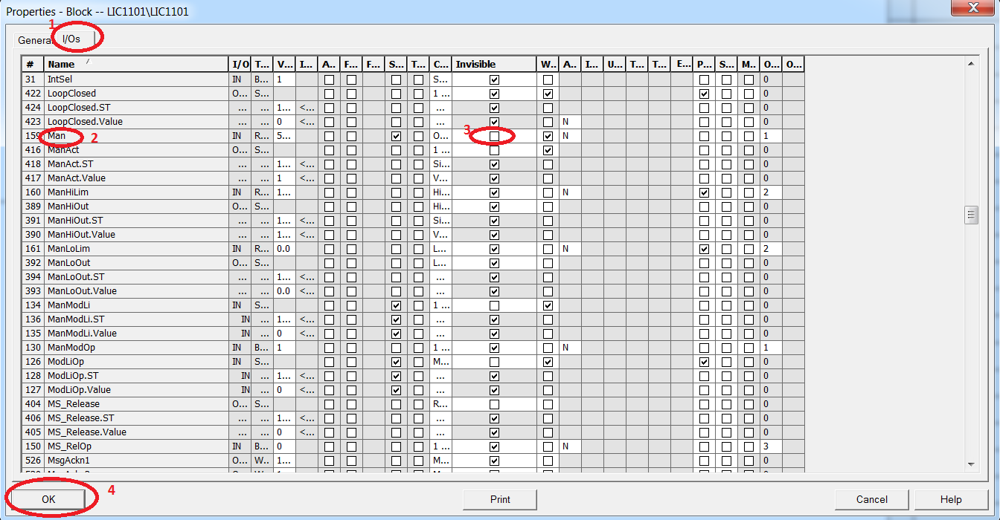 Properties - Block -- LIC1101\LIC1101
1
General I/Os
# Name I/O T... V... I... A.. F... F... S... T... C... Invisible W.. A.. I... U... T... T... E... P... S... M.. O... O...
31 IntSel IN B... 1 S... 0
422 LoopClosed O... S... 1 ... 0
424 LoopClosed.ST ... ... 1... <... ... 0
423 LoopClosed.Value ... ... 0 <... ... N 0
159 Man 2 IN R... 5... O... 3 N 1
416 ManAct O... S... 1 ... 0
418 ManAct.ST ... ... 1... <... Si... 0
417 ManAct.Value ... ... 1 <... V... 0
160 ManHiLim IN R... 1... Hi... N 2
389 ManHiOut O... S... Hi... 0
391 ManHiOut.ST ... ... 1... <... Si... 0
390 ManHiOut.Value ... ... 1... <... V... 0
161 ManLoLim IN R... 0.0 L... N 2
392 ManLoOut O... S... L... 0
394 ManLoOut.ST ... ... 1... <... ... 0
393 ManLoOut.Value ... ... 0.0 <... ... 0
134 ManModLi IN S... 1 ... 0
136 ManModLi.ST IN ... 1... <... ... 0
135 ManModLi.Value IN ... 0 <... ... 0
130 ManModOp IN B... 1 1 ... N 1
126 ModLiOp IN S... M... 0
128 ModLiOp.ST IN ... 1... <... ... 0
127 ModLiOp.Value IN ... 0 <... ... 0
404 MS_Release O... S... R... 0
406 MS_Release.ST ... ... 1... <... ... 0
405 MS_Release.Value ... ... 0 <... ... 0
150 MS_RelOp IN B... 0 1 ... N 3
526 MsgAckn1 O... W... 1... M... 0
OK 4 Print Cancel Help